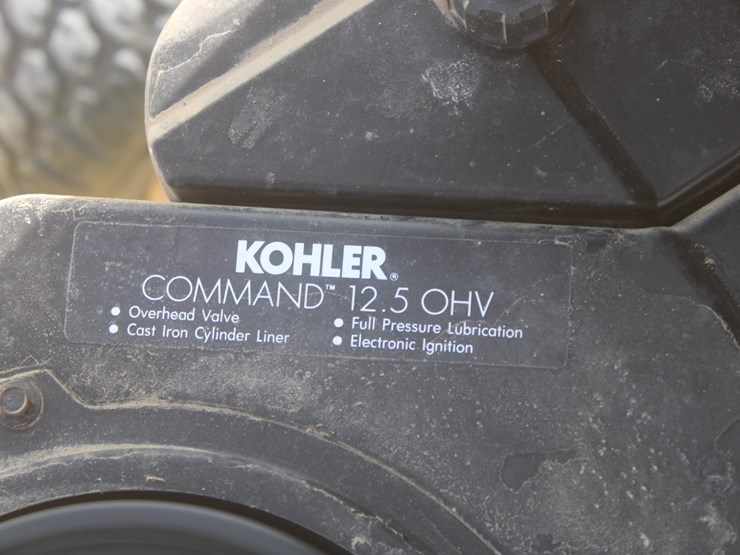 KOHLER®
COMMAND™ 12.5 OHV
• Overhead Valve
• Cast Iron Cylinder Liner
• Full Pressure Lubrication
• Electronic Ignition